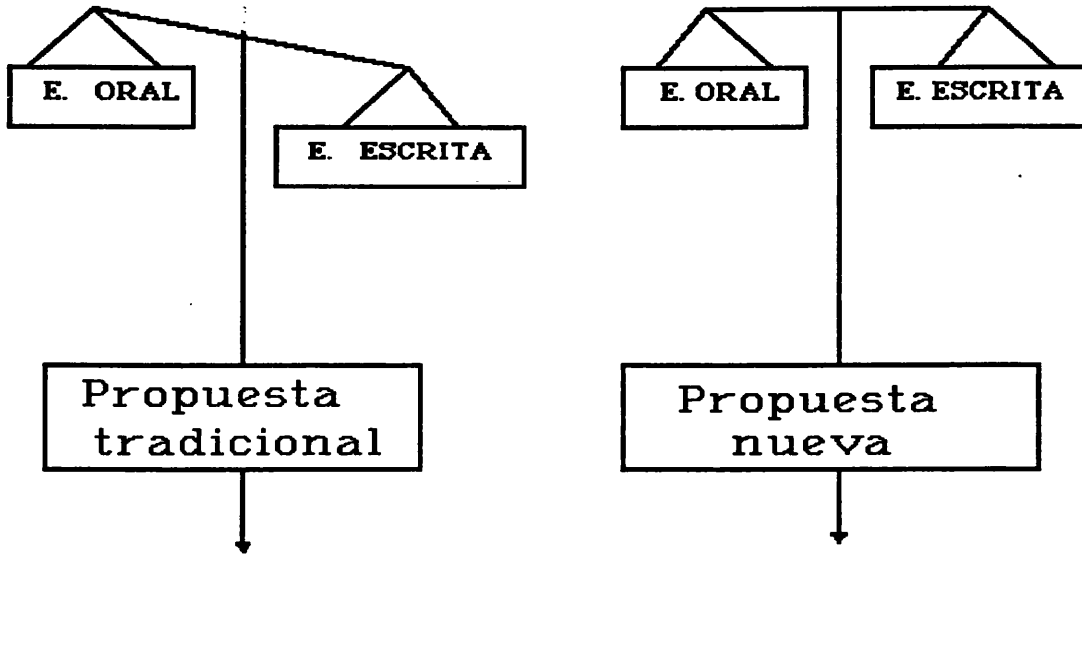 E. ORAL
E. ESCRITA
Propuesta
tradicional
E. ORAL
E. ESCRITA
Propuesta
nueva